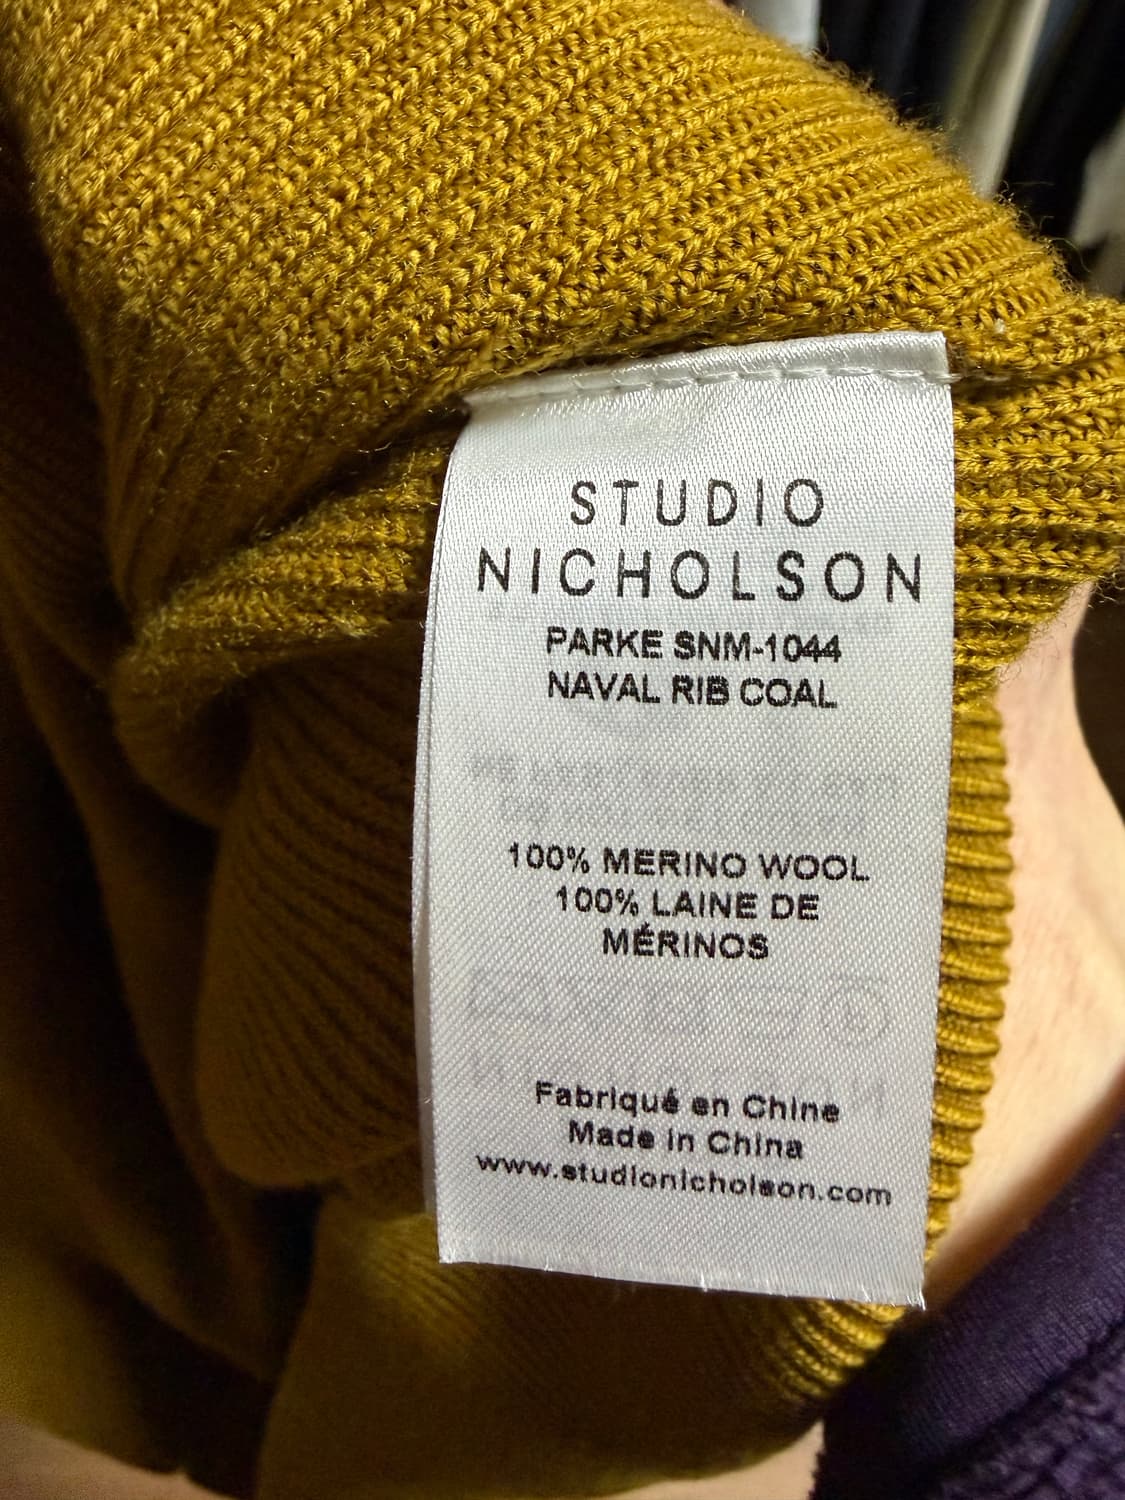 STUDIO
NICHOLSON
PARKE SNM-1044
NAVAL RIB COAL
100% MERINO WOOL
100% LAINE DE
MÉRINOS
Fabriqué en Chine
Made in China
www.studionicholson.com